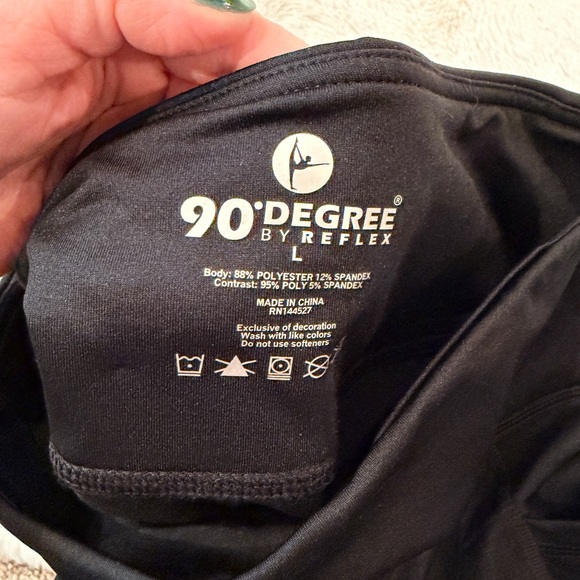 90°DEGREE®
BY REFLEX
L
Body: 88% POLYESTER 12% SPANDEX
Contrast: 95% POLY 5% SPANDEX
MADE IN CHINA
RN144527
Exclusive of decoration
Wash with like colors
Do not use softeners